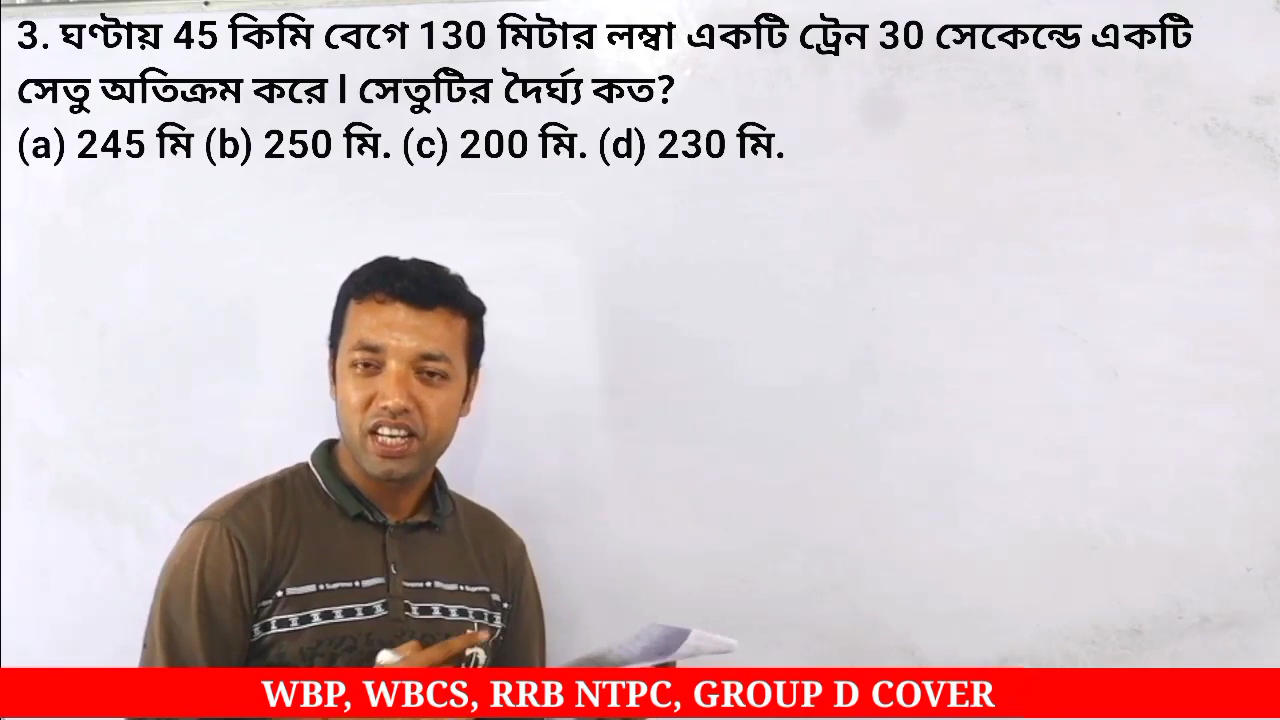 3. ঘণ্টায় 45 কিমি বেগে 130 মিটার লম্বা একটি ট্রেন 30 সেকেন্ডে একটি
সেতু অতিক্রম করে l সেতুটির দৈর্ঘ্য কত?
(a) 245 মি (b) 250 মি. (c) 200 মি. (d) 230 মি.
WBP, WBCS, RRB NTPC, GROUP D COVER